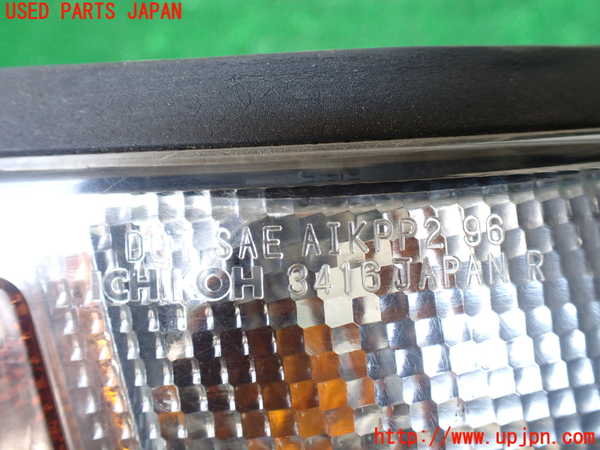 USED PARTS JAPAN
DOT SAE AIKPP2 96
ICHIKOH 3416 JAPAN R
http://www.upjpn.com/